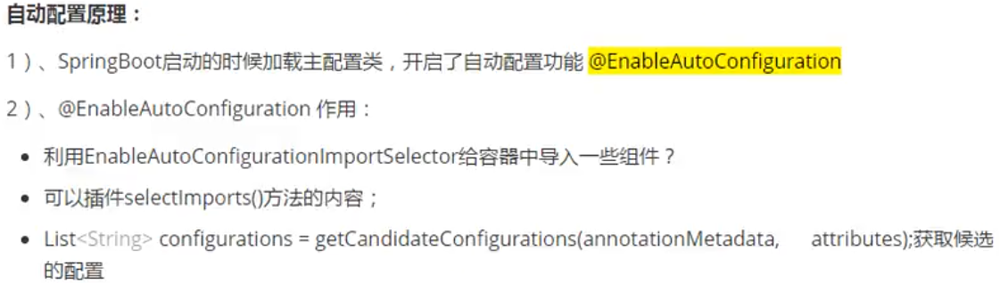 自动配置原理：
1）、SpringBoot启动的时候加载主配置类，开启了自动配置功能 @EnableAutoConfiguration
2）、@EnableAutoConfiguration 作用：
利用EnableAutoConfigurationImportSelector给容器中导入一些组件？
可以插件selectImports()方法的内容；
List<String> configurations = getCandidateConfigurations(annotationMetadata, attributes);获取候选
的配置